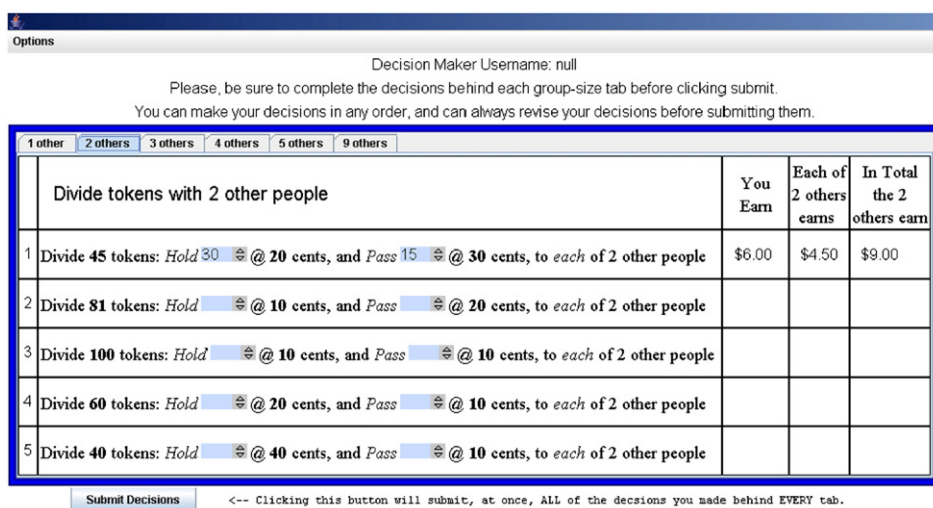 Options
Decision Maker Username: null
Please, be sure to complete the decisions behind each group-size tab before clicking submit.
You can make your decisions in any order, and can always revise your decisions before submitting them.
1 other 2 others 3 others 4 others 5 others 9 others
Divide tokens with 2 other people
You Earn
Each of 2 others earns
In Total the 2 others earn
1 Divide 45 tokens: Hold 30 @ 20 cents, and Pass 15 @ 30 cents, to each of 2 other people $6.00 $4.50 $9.00
2 Divide 81 tokens: Hold @ 10 cents, and Pass @ 20 cents, to each of 2 other people
3 Divide 100 tokens: Hold @ 10 cents, and Pass @ 10 cents, to each of 2 other people
4 Divide 60 tokens: Hold @ 20 cents, and Pass @ 10 cents, to each of 2 other people
5 Divide 40 tokens: Hold @ 40 cents, and Pass @ 10 cents, to each of 2 other people
Submit Decisions <-- Clicking this button will submit, at once, ALL of the decsions you made behind EVERY tab.